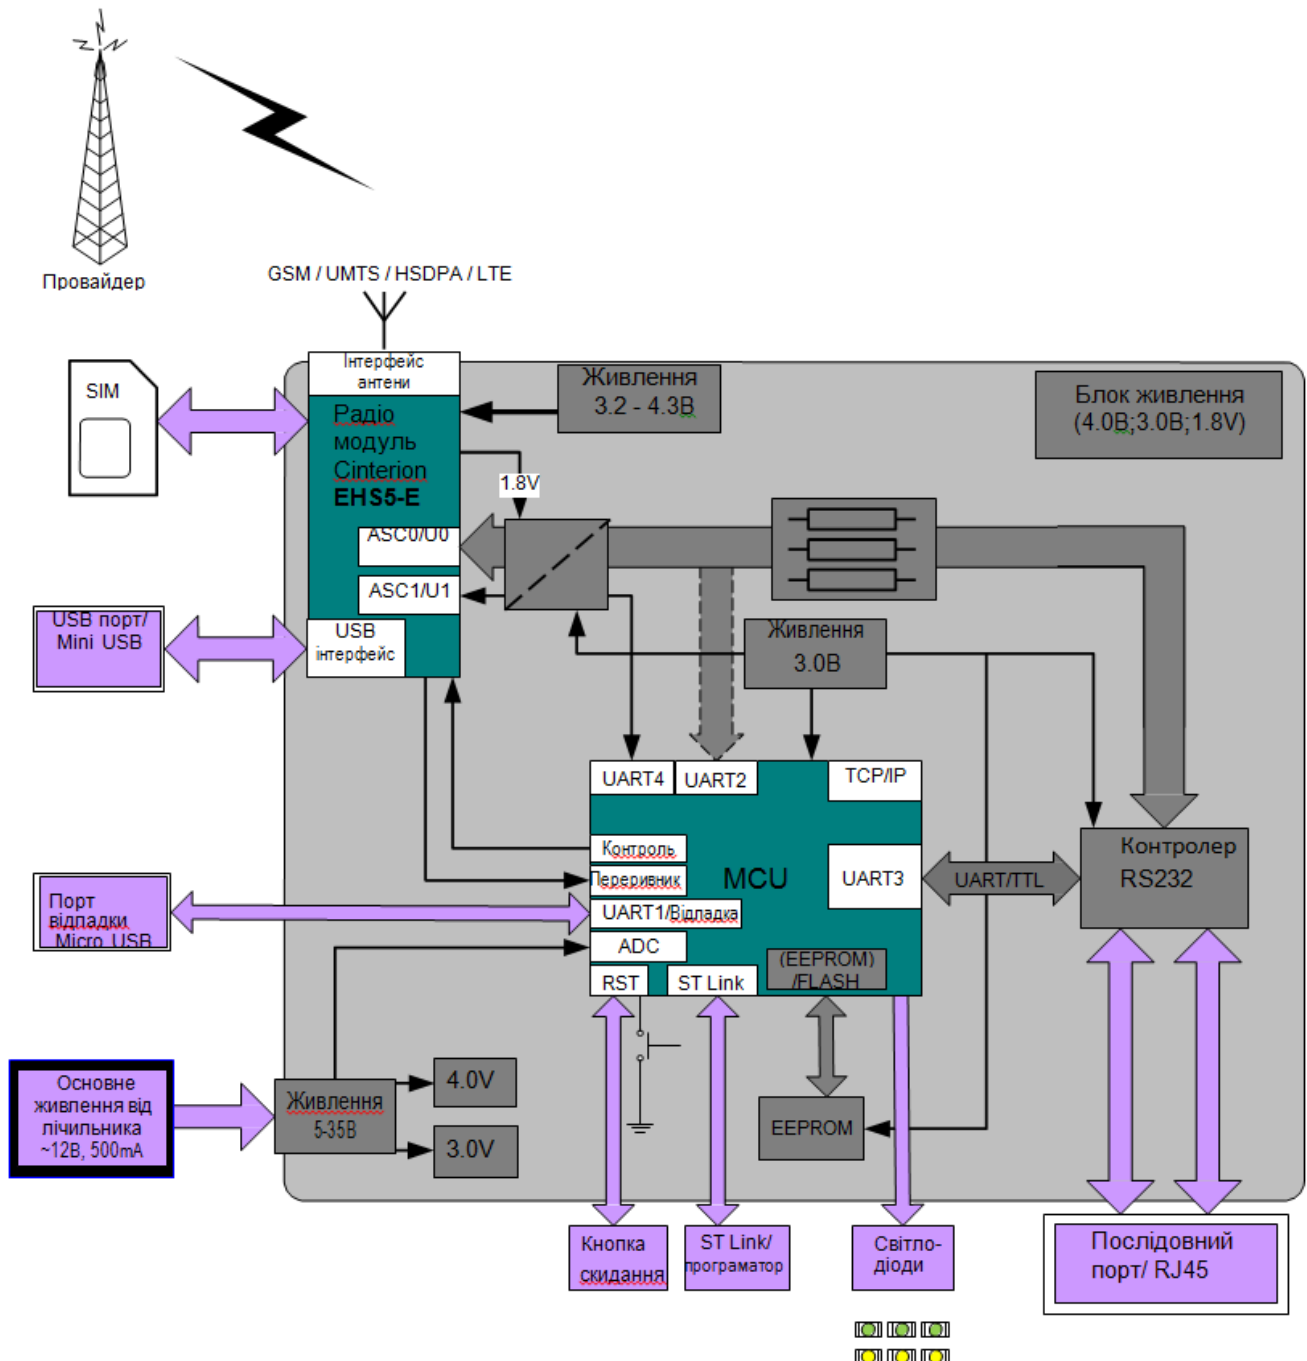 Провайдер
GSM / UMTS / HSDPA / LTE
Інтерфейс
антени
SIM
Радіо
модуль
Cinterion
EHS5-E
Живлення
3.2 - 4.3В
Блок живлення
(4.0В;3.0В;1.8V)
1.8V
ASC0/U0
ASC1/U1
USB порт/
Mini USB
USB
інтерфейс
Живлення
3.0В
UART4
UART2
TCP/IP
Контроль
Переривник
MCU
UART3
UART/TTL
Контролер
RS232
Порт
відпадки
Micro USB
UART1/Відладка
ADC
RST
ST Link
(EEPROM)
/FLASH
Основне
живлення від
лічильника
~12В, 500mA
Живлення
5-35В
4.0V
3.0V
EEPROM
Кнопка
скидання
ST Link/
програматор
Світло-
діоди
Послідовний
порт/ RJ45